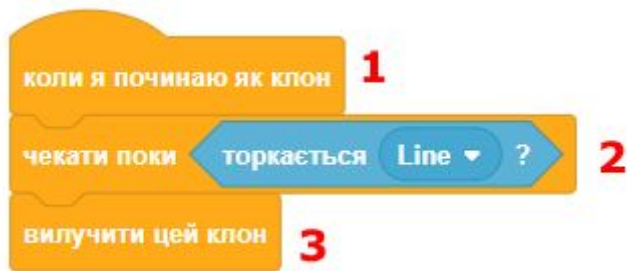 коли я починаю як клон 1
чекати поки торкається Line ? 2
вилучити цей клон 3